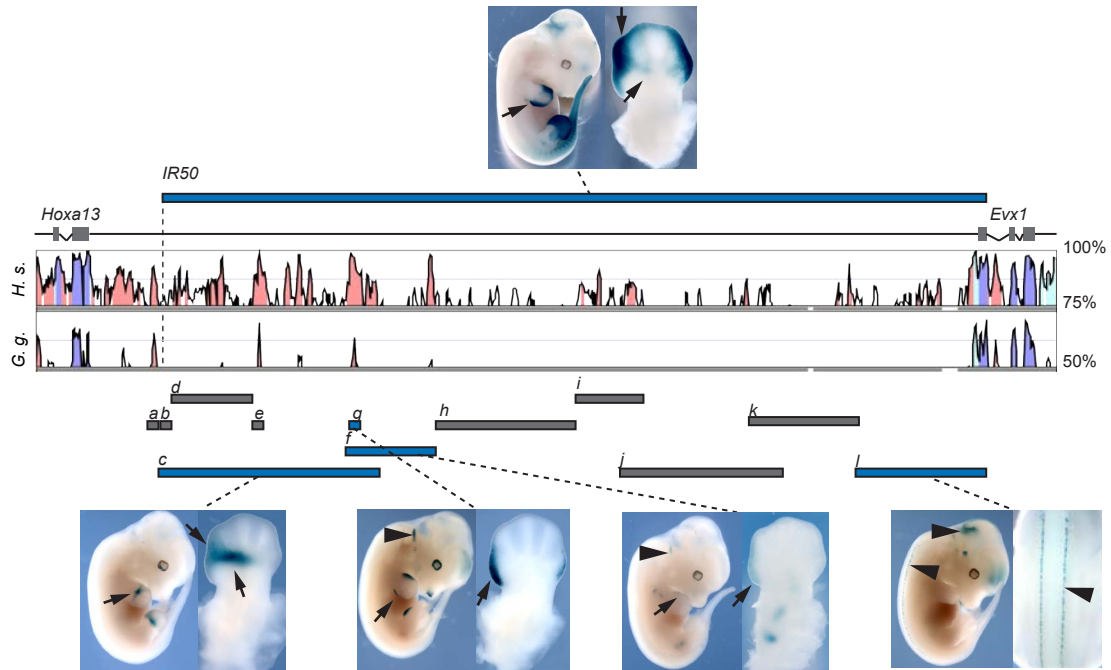 IR50
Hoxa13 Evx1
100%
H. s.
75%
G. g.
50%
d i
a b e g h k
f
c j l